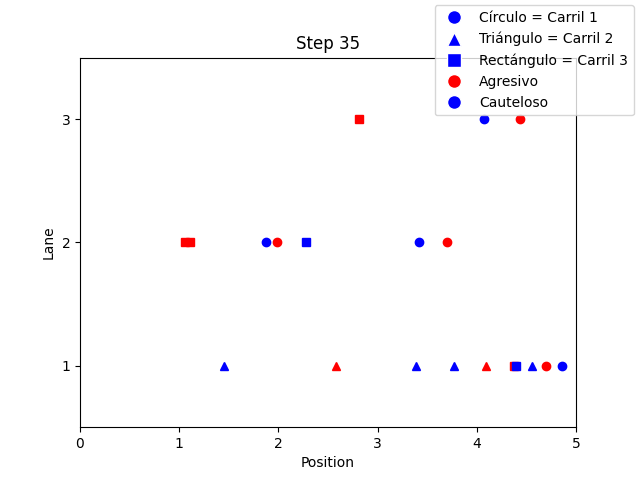 Step 35
Círculo = Carril 1
Triángulo = Carril 2
Rectángulo = Carril 3
Agresivo
Cauteloso
Lane
3
2
1
0 1 2 3 4 5
Position